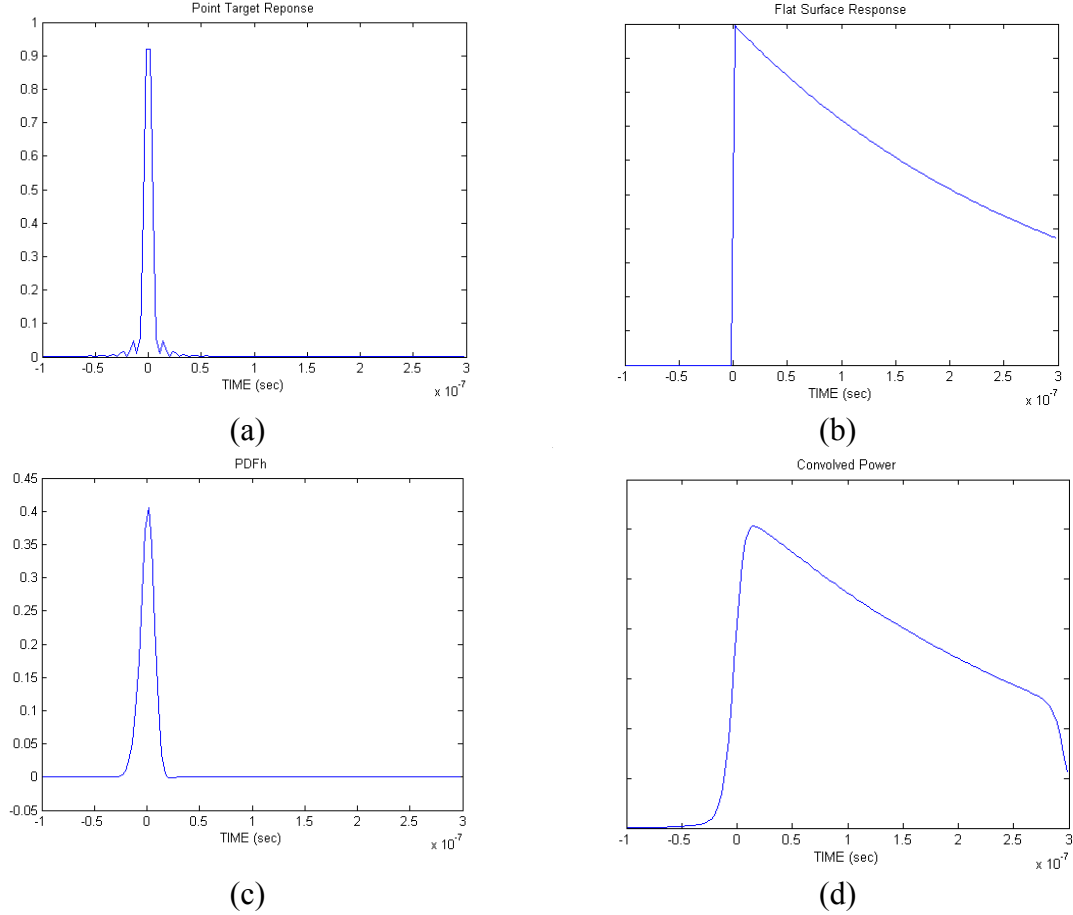 Point Target Reponse
1
0.9
0.8
0.7
0.6
0.5
0.4
0.3
0.2
0.1
0
-1 -0.5 0 0.5 1 1.5 2 2.5 3
TIME (sec)
x 10-7
(a)
Flat Surface Response
-1 -0.5 0 0.5 1 1.5 2 2.5 3
TIME (sec)
x 10-7
(b)
PDFh
0.45
0.4
0.35
0.3
0.25
0.2
0.15
0.1
0.05
0
-0.05
-1 -0.5 0 0.5 1 1.5 2 2.5 3
TIME (sec)
x 10-7
(c)
Convolved Power
-1 -0.5 0 0.5 1 1.5 2 2.5 3
TIME (sec)
x 10-7
(d)